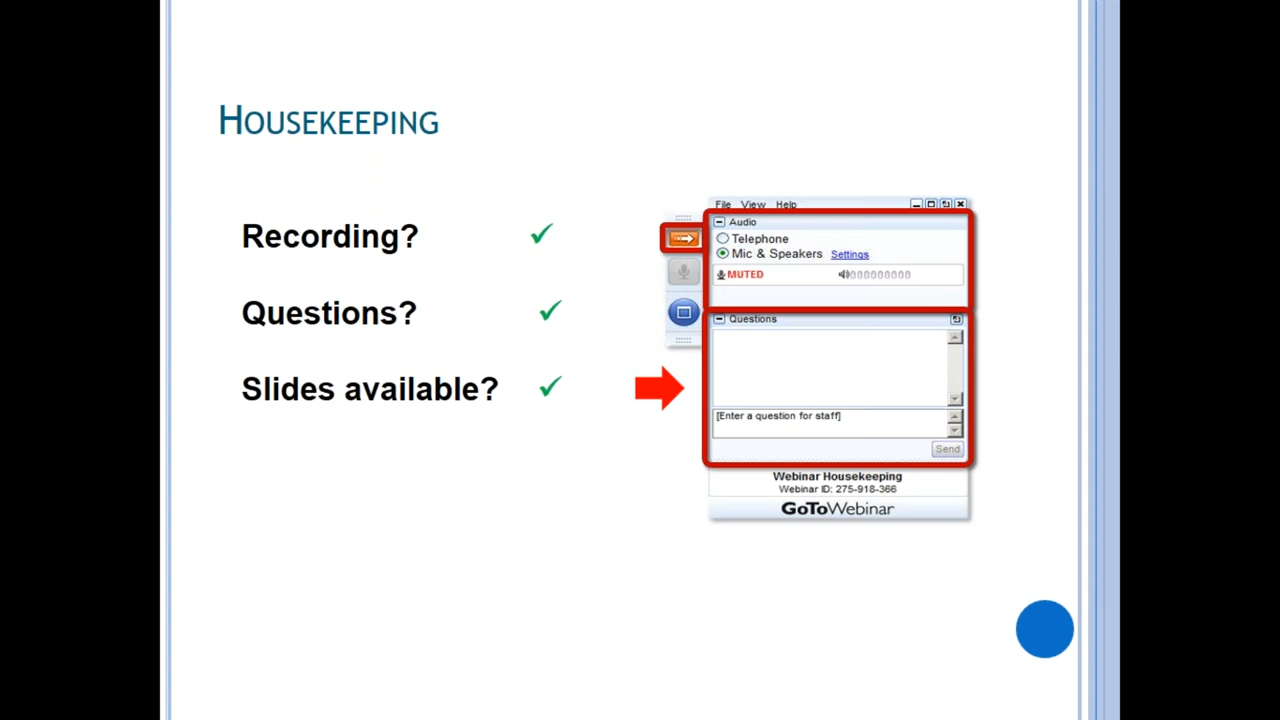 HOUSEKEEPING
Recording? ✓
Questions? ✓
Slides available? ✓
File View Help
Audio
Telephone
Mic & Speakers Settings
MUTED
Questions
[Enter a question for staff]
Send
Webinar Housekeeping
Webinar ID: 275-918-366
GoToWebinar